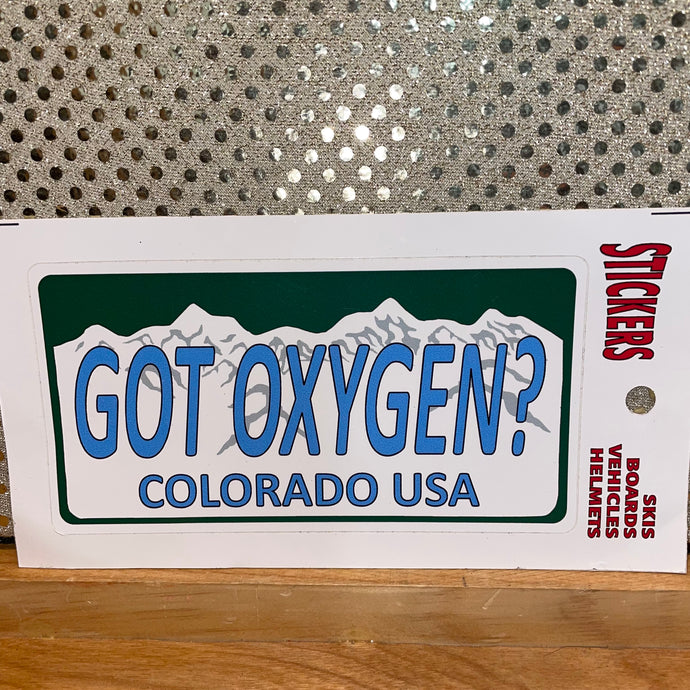 GOT OXYGEN?
COLORADO USA
STICKERS
SKIS
BOARDS
VEHICLES
HELMETS